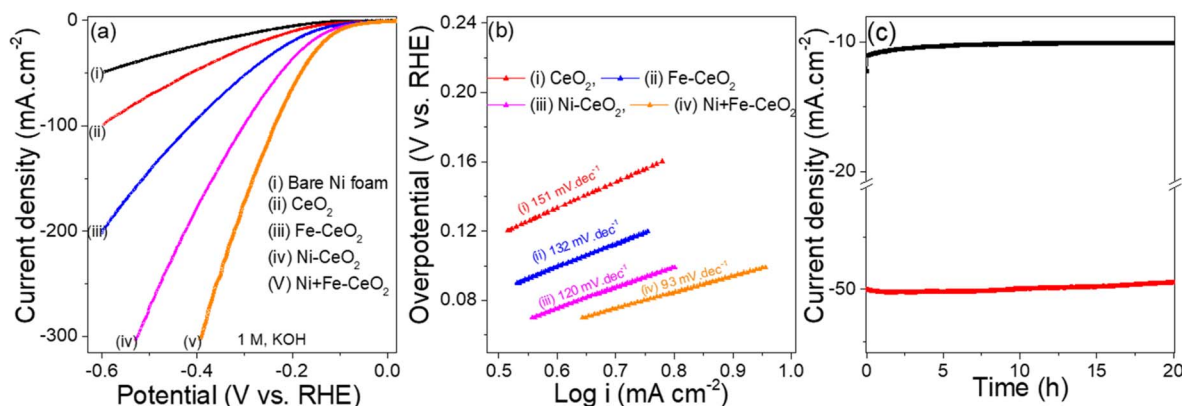 (a)
Current density (mA.cm⁻²)
0
-100
-200
-300
(i)
(ii)
(iii)
(iv)
(v)
(i) Bare Ni foam
(ii) CeO₂
(iii) Fe-CeO₂
(iv) Ni-CeO₂
(V) Ni+Fe-CeO₂
1 M, KOH
-0.6
-0.4
-0.2
0.0
Potential (V vs. RHE)
(b)
Overpotential (V vs. RHE)
0.24
0.20
0.16
0.12
0.08
(i) CeO₂,
(ii) Fe-CeO₂
(iii) Ni-CeO₂,
(iv) Ni+Fe-CeO₂
(i) 151 mV.dec⁻¹
(ii) 132 mV.dec⁻¹
(iii) 120 mV.dec⁻¹
(iv) 93 mV.dec⁻¹
0.4
0.5
0.6
0.7
0.8
0.9
1.0
Log i (mA cm⁻²)
(c)
Current density (mA.cm⁻²)
-10
-20
-50
0
5
10
15
20
Time (h)